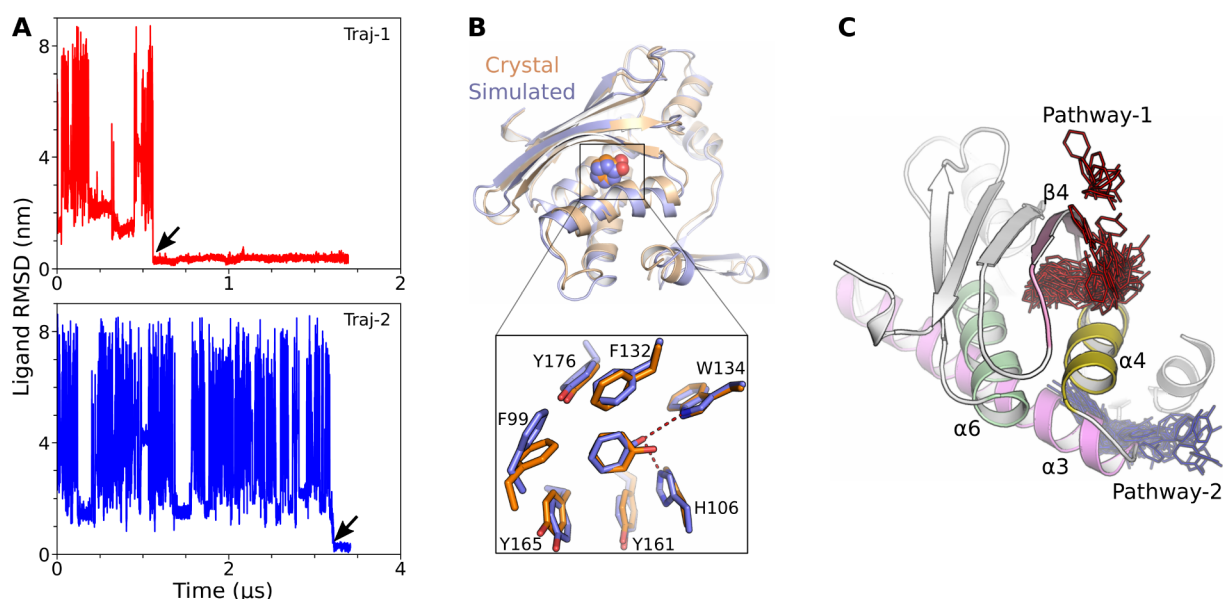 A
Ligand RMSD (nm)
Traj-1
8
4
0
0
1
2
Traj-2
8
4
0
0
2
4
Time (μs)
B
Crystal
Simulated
Y176
F132
W134
F99
H106
Y165
Y161
C
Pathway-1
β4
α4
α6
α3
Pathway-2